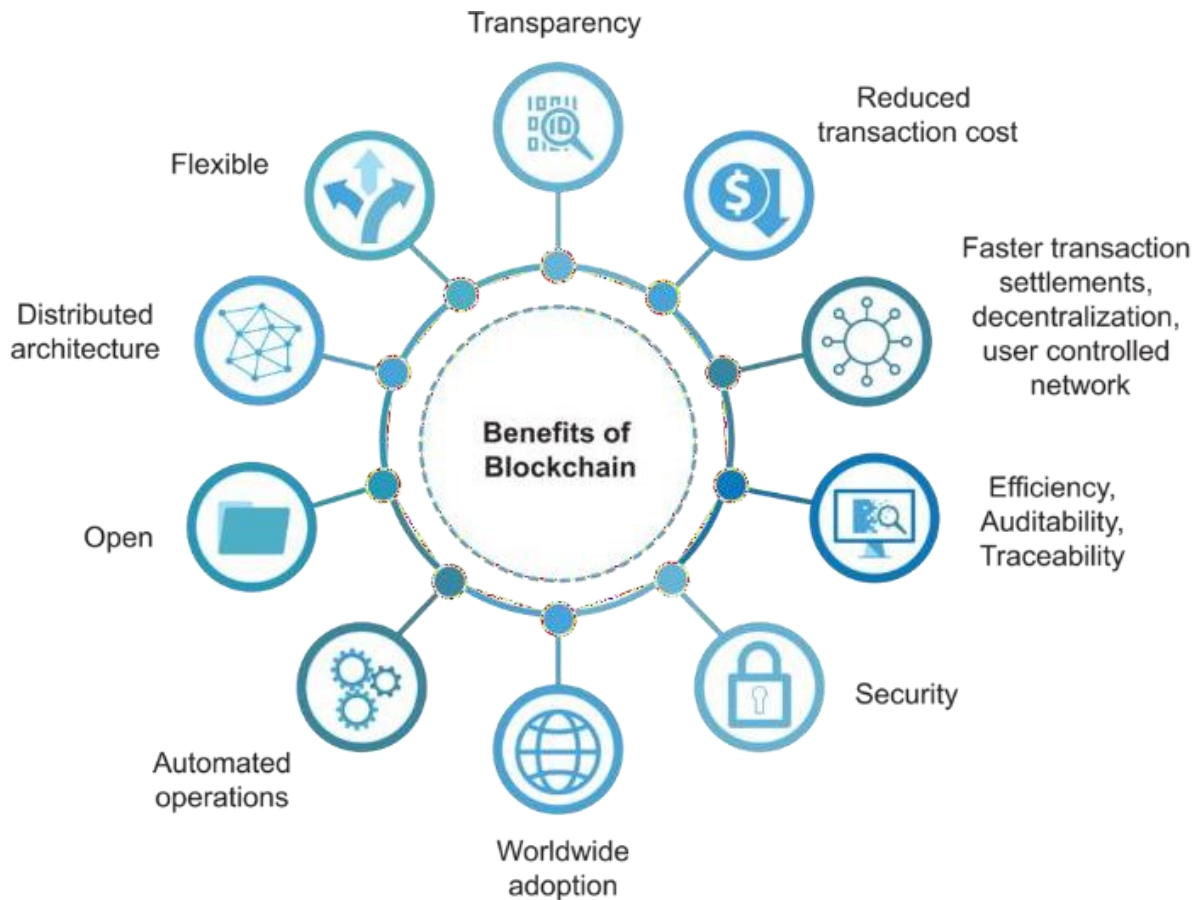 Transparency
Reduced
transaction cost
Faster transaction
settlements,
decentralization,
user controlled
network
Efficiency,
Auditability,
Traceability
Security
Worldwide
adoption
Automated
operations
Open
Distributed
architecture
Flexible
Benefits of
Blockchain